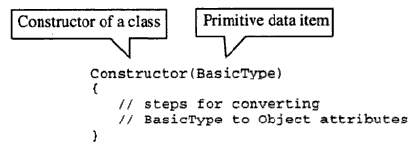 Constructor of a class Primitive data item
Constructor(BasicType)
{
// steps for converting
// BasicType to Object attributes
}